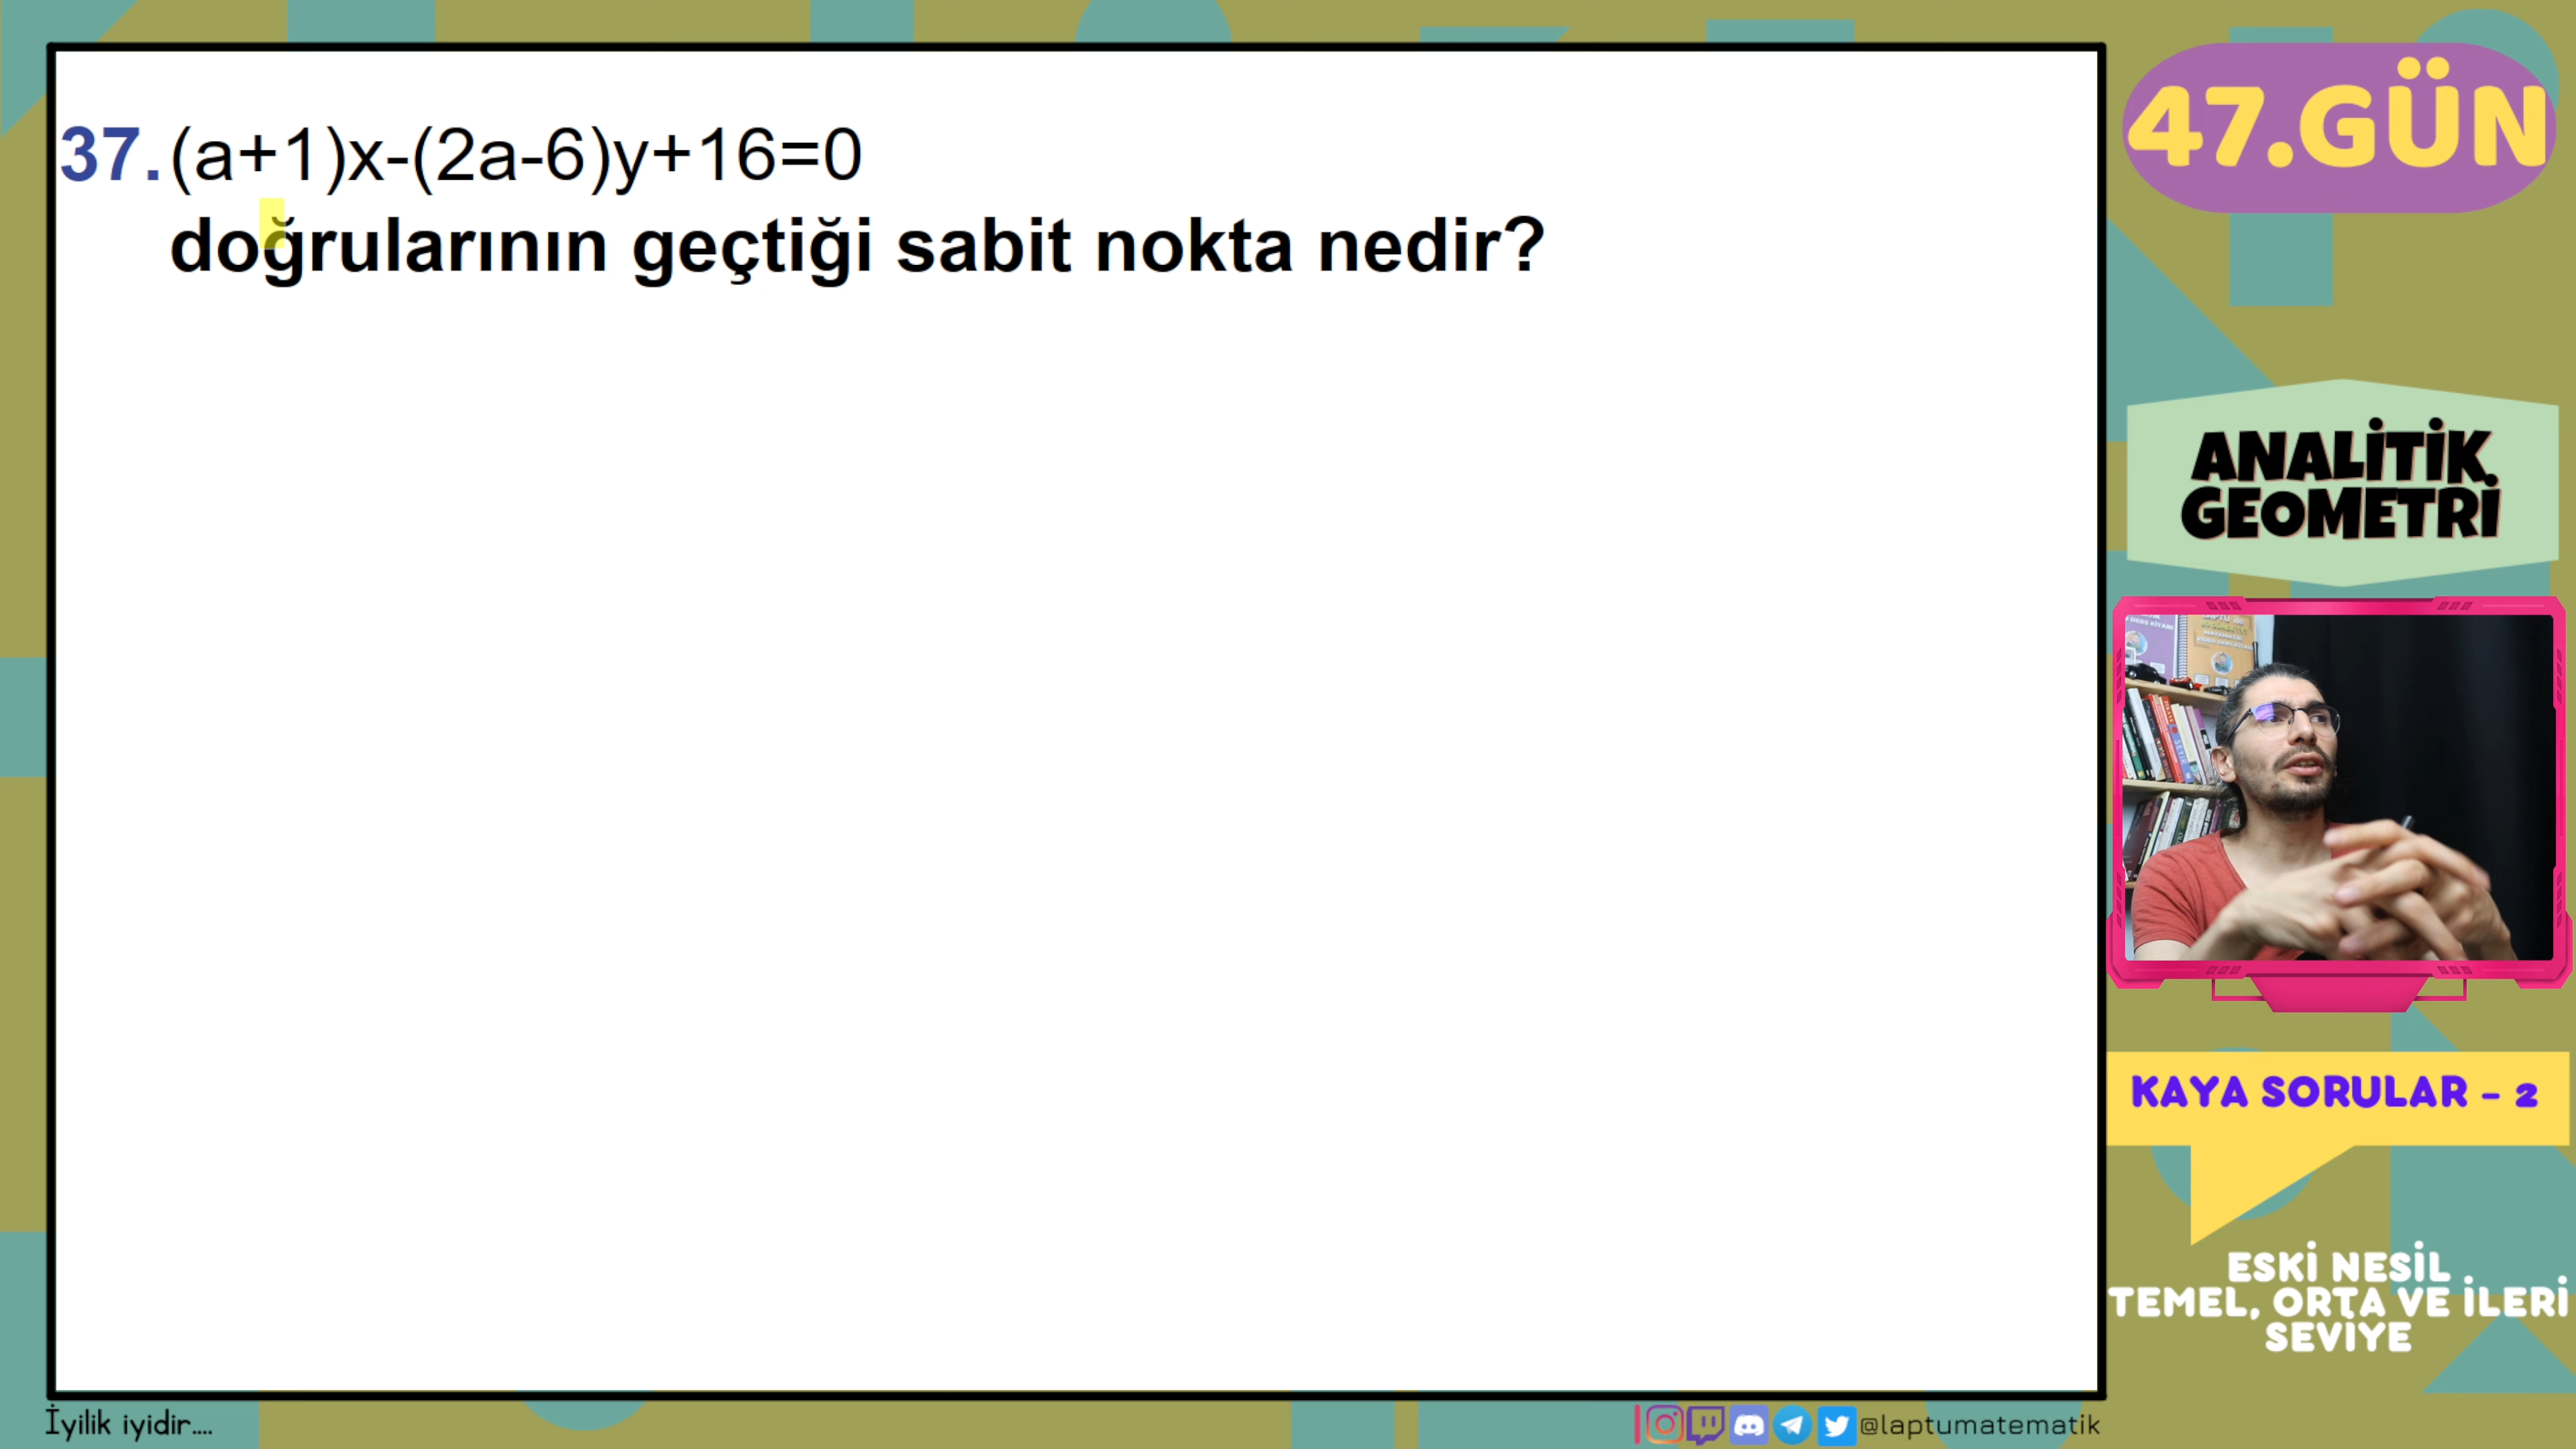 47.GÜN
37. (a+1)x-(2a-6)y+16=0
doğrularının geçtiği sabit nokta nedir?
ANALİTİK
GEOMETRİ
KAYA SORULAR - 2
ESKİ NESİL
TEMEL, ORTA VE İLERİ
SEVİYE
İyilik iyidir....
@laptumatematik